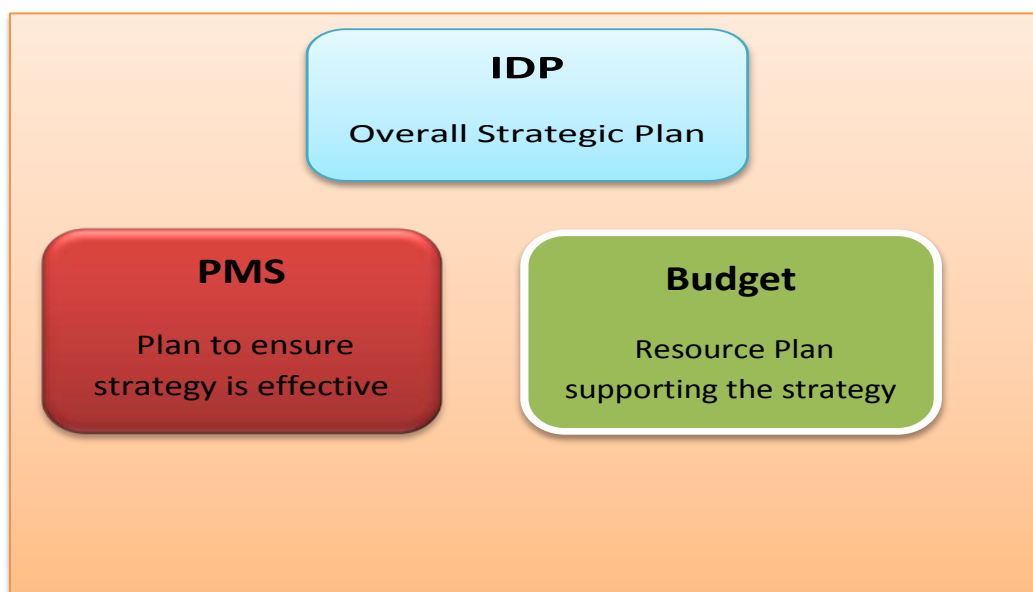 IDP
Overall Strategic Plan
PMS
Plan to ensure
strategy is effective
Budget
Resource Plan
supporting the strategy